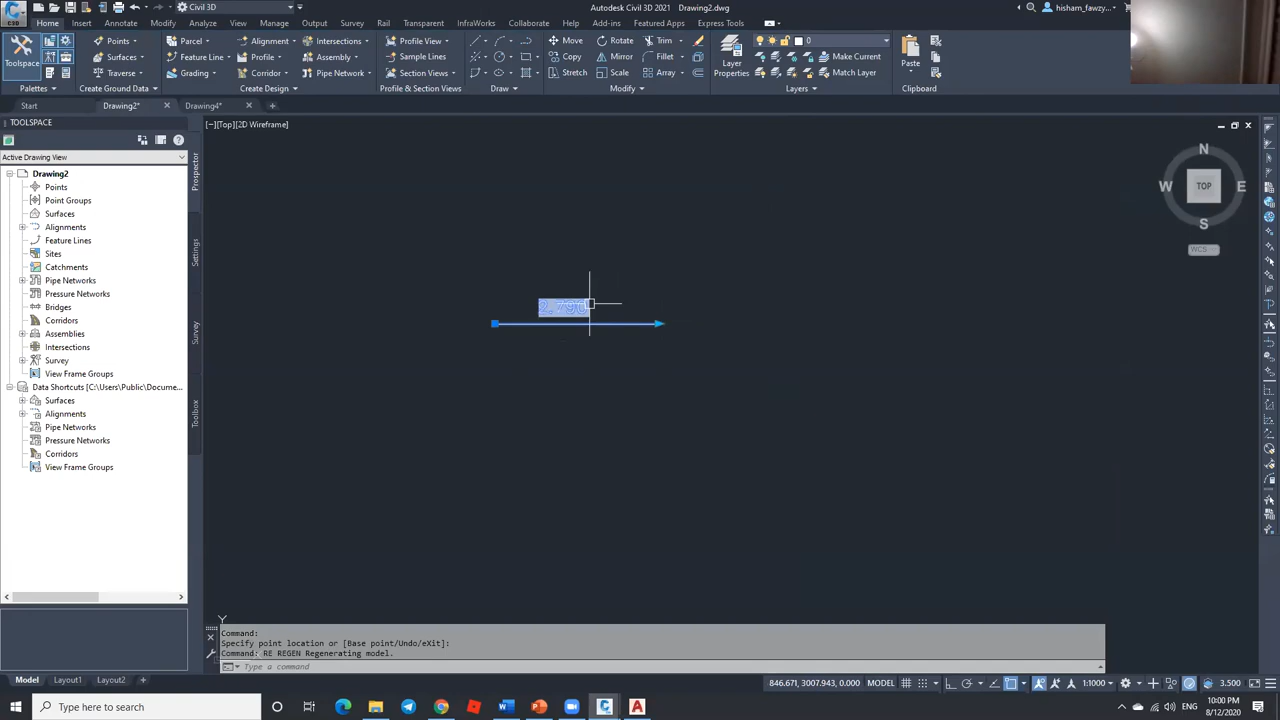 Civil 3D
Autodesk Civil 3D 2021 Drawing2.dwg
hisham_fawzy...
C3D
Home Insert Annotate Modify Analyze View Manage Output Survey Rail Transparent InfraWorks Collaborate Help Add-ins Featured Apps Express Tools
Toolspace
Points
Surfaces
Traverse
Parcel
Feature Line
Grading
Alignment
Profile
Corridor
Intersections
Assembly
Pipe Network
Profile View
Sample Lines
Section Views
Move
Copy
Stretch
Rotate
Mirror
Scale
Trim
Fillet
Array
Layer
Properties
0
Make Current
Match Layer
Paste
Palettes
Create Ground Data
Create Design
Profile & Section Views
Draw
Modify
Layers
Clipboard
Start
Drawing2*
Drawing4*
TOOLSPACE
[−][Top][2D Wireframe]
Active Drawing View
Drawing2
Points
Point Groups
Surfaces
Alignments
Feature Lines
Sites
Catchments
Pipe Networks
Pressure Networks
Bridges
Corridors
Assemblies
Intersections
Survey
View Frame Groups
Data Shortcuts [C:\Users\Public\Docume...
Surfaces
Alignments
Pipe Networks
Pressure Networks
Corridors
View Frame Groups
Prospector
Settings
Survey
Toolbox
N
W
TOP
E
S
WCS
Y
Command:
Specify point location or [Base point/Undo/eXit]:
Command: RE REGEN Regenerating model.
Type a command
Model
Layout1
Layout2
846.671, 3007.943, 0.000
MODEL
1:1000
3.500
Type here to search
10:00 PM
8/12/2020